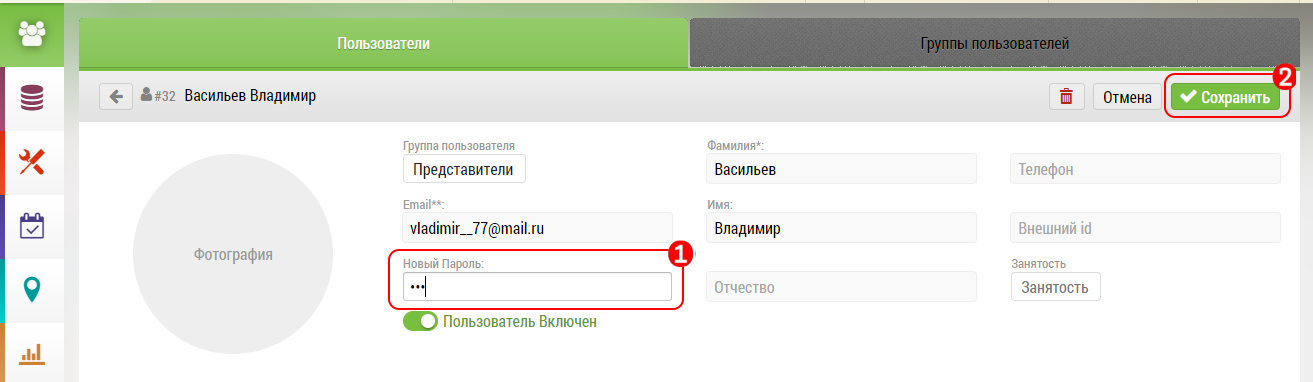 Пользователи
Группы пользователей
#32 Васильев Владимир
Отмена
Сохранить
2
Группа пользователя
Представители
Фамилия*:
Васильев
Телефон
Email**:
vladimir__77@mail.ru
Имя:
Владимир
Внешний id
Фотография
Новый Пароль:
•••
1
Отчество
Занятость
Занятость
Пользователь Включен